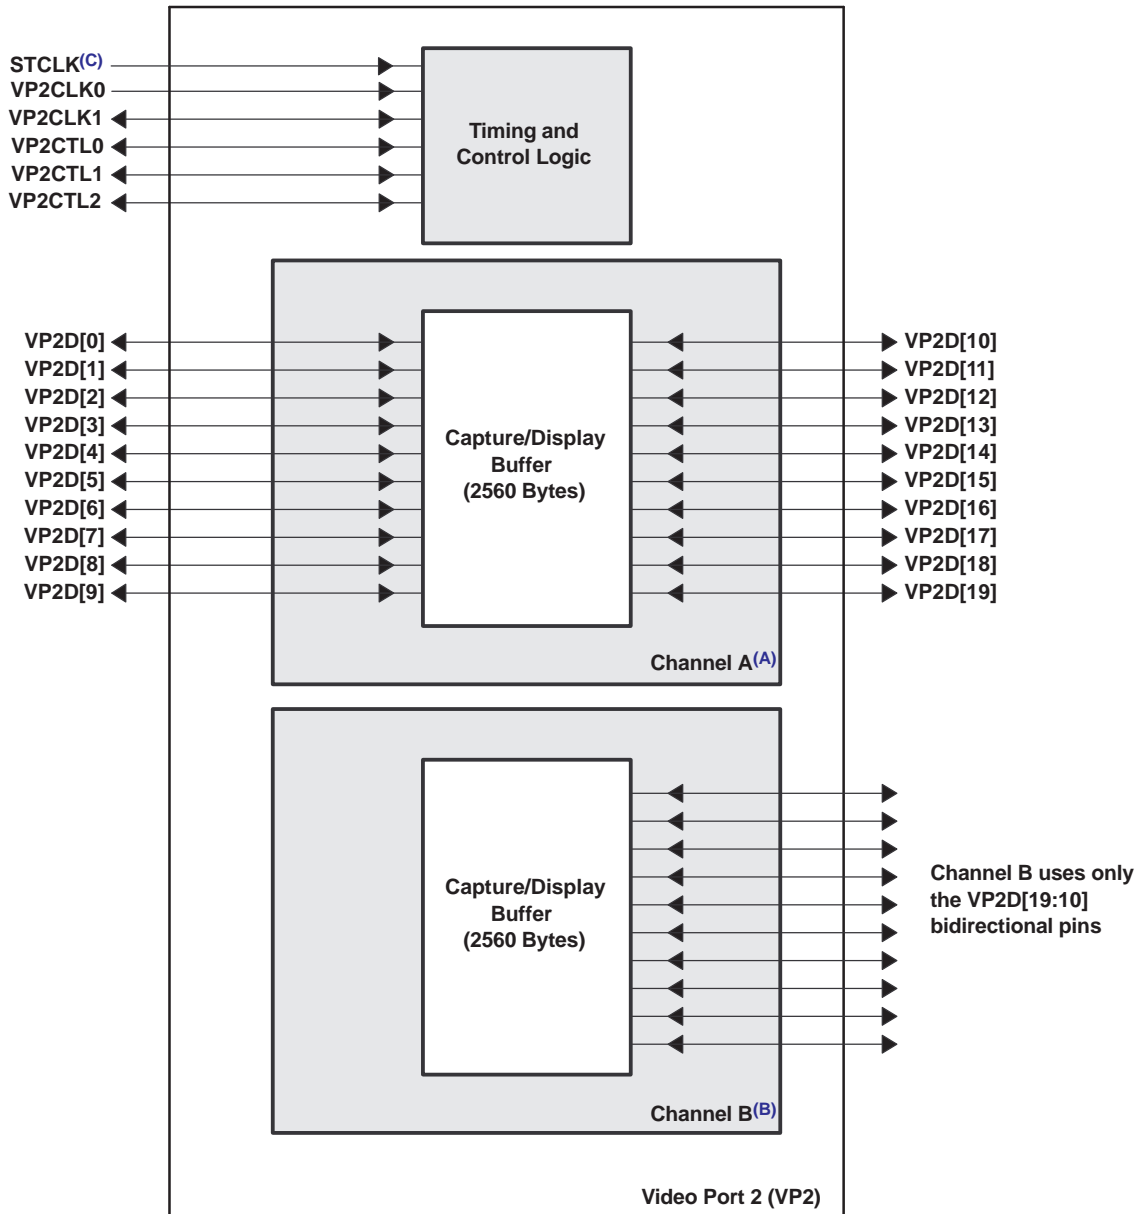 STCLK(C)
VP2CLK0
VP2CLK1
VP2CTL0
VP2CTL1
VP2CTL2
Timing and
Control Logic
VP2D[0]
VP2D[1]
VP2D[2]
VP2D[3]
VP2D[4]
VP2D[5]
VP2D[6]
VP2D[7]
VP2D[8]
VP2D[9]
Capture/Display
Buffer
(2560 Bytes)
VP2D[10]
VP2D[11]
VP2D[12]
VP2D[13]
VP2D[14]
VP2D[15]
VP2D[16]
VP2D[17]
VP2D[18]
VP2D[19]
Channel A(A)
Capture/Display
Buffer
(2560 Bytes)
Channel B uses only
the VP2D[19:10]
bidirectional pins
Channel B(B)
Video Port 2 (VP2)